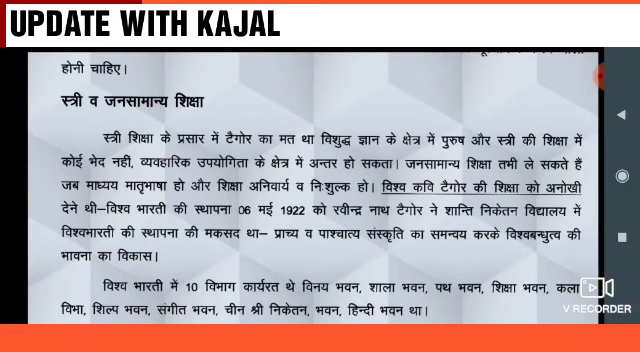 UPDATE WITH KAJAL
होनी चाहिए।
स्त्री व जनसामान्य शिक्षा
स्त्री शिक्षा के प्रसार में टैगोर का मत था विशुद्ध ज्ञान के क्षेत्र में पुरुष और स्त्री की शिक्षा में
कोई भेद नहीं, व्यवहारिक उपयोगिता के क्षेत्र में अन्तर हो सकता। जनसामान्य शिक्षा तभी ले सकते हैं
जब माध्यय मातृभाषा हो और शिक्षा अनिवार्य व निःशुल्क हो। विश्व कवि टैगोर की शिक्षा को अनोखी
देने थी–विश्व भारती की स्थापना 06 मई 1922 को रवीन्द्र नाथ टैगोर ने शान्ति निकेतन विद्यालय में
विश्वभारती की स्थापना की मकसद था– प्राच्य व पाश्चात्य संस्कृति का समन्वय करके विश्वबन्धुत्व की
भावना का विकास।
विश्व भारती में 10 विभाग कार्यरत थे विनय भवन, शाला भवन, पथ भवन, शिक्षा भवन, कला
विभा, शिल्प भवन, संगीत भवन, चीन श्री निकेतन, भवन, हिन्दी भवन था।
V RECORDER